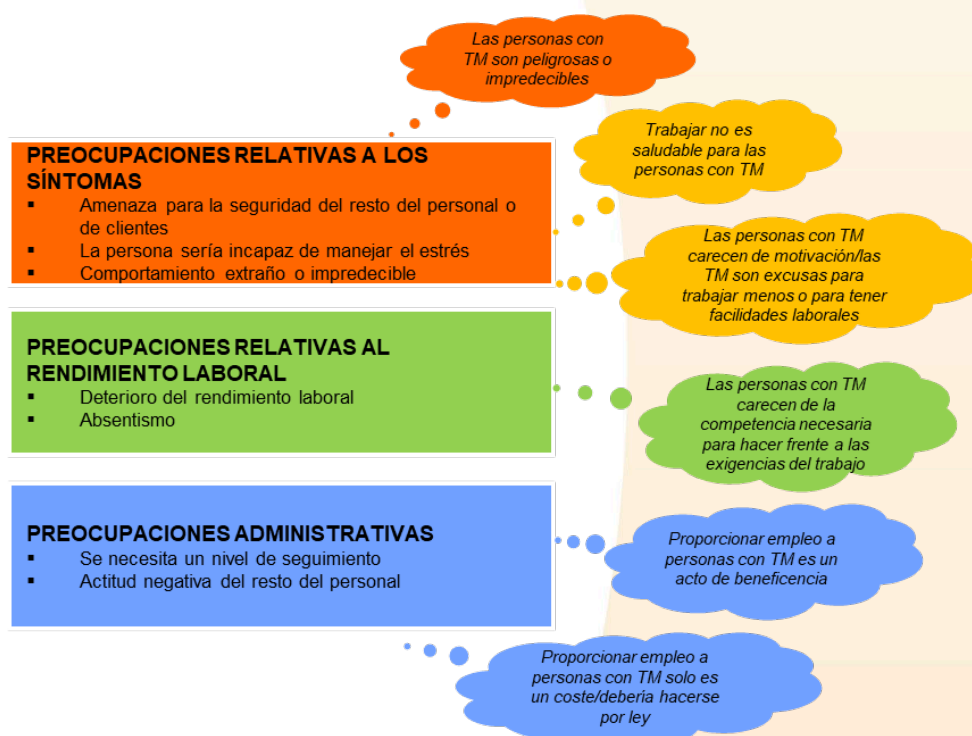 Las personas con
TM son peligrosas o
impredecibles
Trabajar no es
saludable para las
personas con TM
PREOCUPACIONES RELATIVAS A LOS
SÍNTOMAS
▪ Amenaza para la seguridad del resto del personal o
de clientes
▪ La persona sería incapaz de manejar el estrés
▪ Comportamiento extraño o impredecible
Las personas con TM
carecen de motivación/las
TM son excusas para
trabajar menos o para tener
facilidades laborales
PREOCUPACIONES RELATIVAS AL
RENDIMIENTO LABORAL
▪ Deterioro del rendimiento laboral
▪ Absentismo
Las personas con TM
carecen de la
competencia necesaria
para hacer frente a las
exigencias del trabajo
PREOCUPACIONES ADMINISTRATIVAS
▪ Se necesita un nivel de seguimiento
▪ Actitud negativa del resto del personal
Proporcionar empleo a
personas con TM es un
acto de beneficencia
Proporcionar empleo a
personas con TM solo es
un coste/debería hacerse
por ley